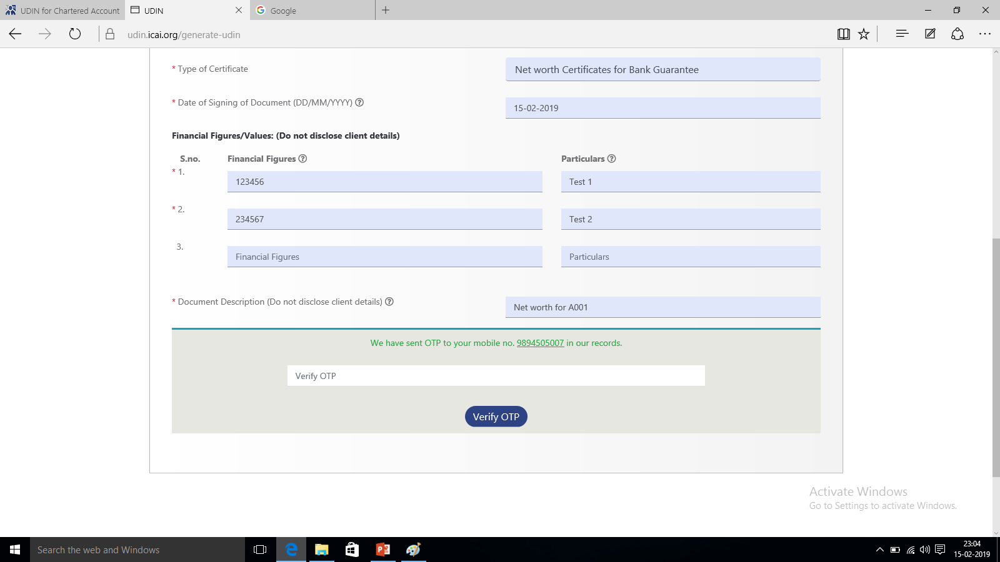 UDIN for Chartered Account
UDIN
Google
udin.icai.org/generate-udin
* Type of Certificate
Net worth Certificates for Bank Guarantee
* Date of Signing of Document (DD/MM/YYYY) ?
15-02-2019
Financial Figures/Values: (Do not disclose client details)
S.no. Financial Figures ? Particulars ?
* 1. 123456 Test 1
* 2. 234567 Test 2
3. Financial Figures Particulars
* Document Description (Do not disclose client details) ?
Net worth for A001
We have sent OTP to your mobile no. 9894505007 in our records.
Verify OTP
Verify OTP
Activate Windows
Go to Settings to activate Windows.
Search the web and Windows
23:04
15-02-2019